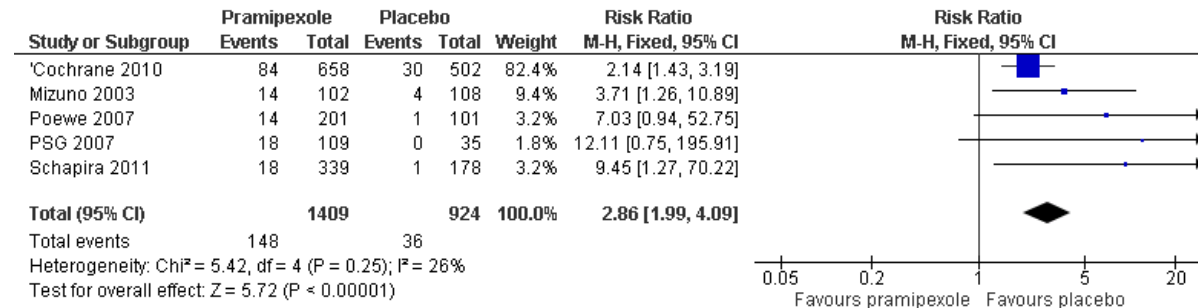 Pramipexole Placebo Risk Ratio Risk Ratio
Study or Subgroup Events Total Events Total Weight M-H, Fixed, 95% CI M-H, Fixed, 95% CI
'Cochrane 2010 84 658 30 502 82.4% 2.14 [1.43, 3.19]
Mizuno 2003 14 102 4 108 9.4% 3.71 [1.26, 10.89]
Poewe 2007 14 201 1 101 3.2% 7.03 [0.94, 52.75]
PSG 2007 18 109 0 35 1.8% 12.11 [0.75, 195.91]
Schapira 2011 18 339 1 178 3.2% 9.45 [1.27, 70.22]
Total (95% CI) 1409 924 100.0% 2.86 [1.99, 4.09]
Total events 148 36
Heterogeneity: Chi² = 5.42, df = 4 (P = 0.25); I² = 26%
Test for overall effect: Z = 5.72 (P < 0.00001)
0.05 0.2 1 5 20
Favours pramipexole Favours placebo